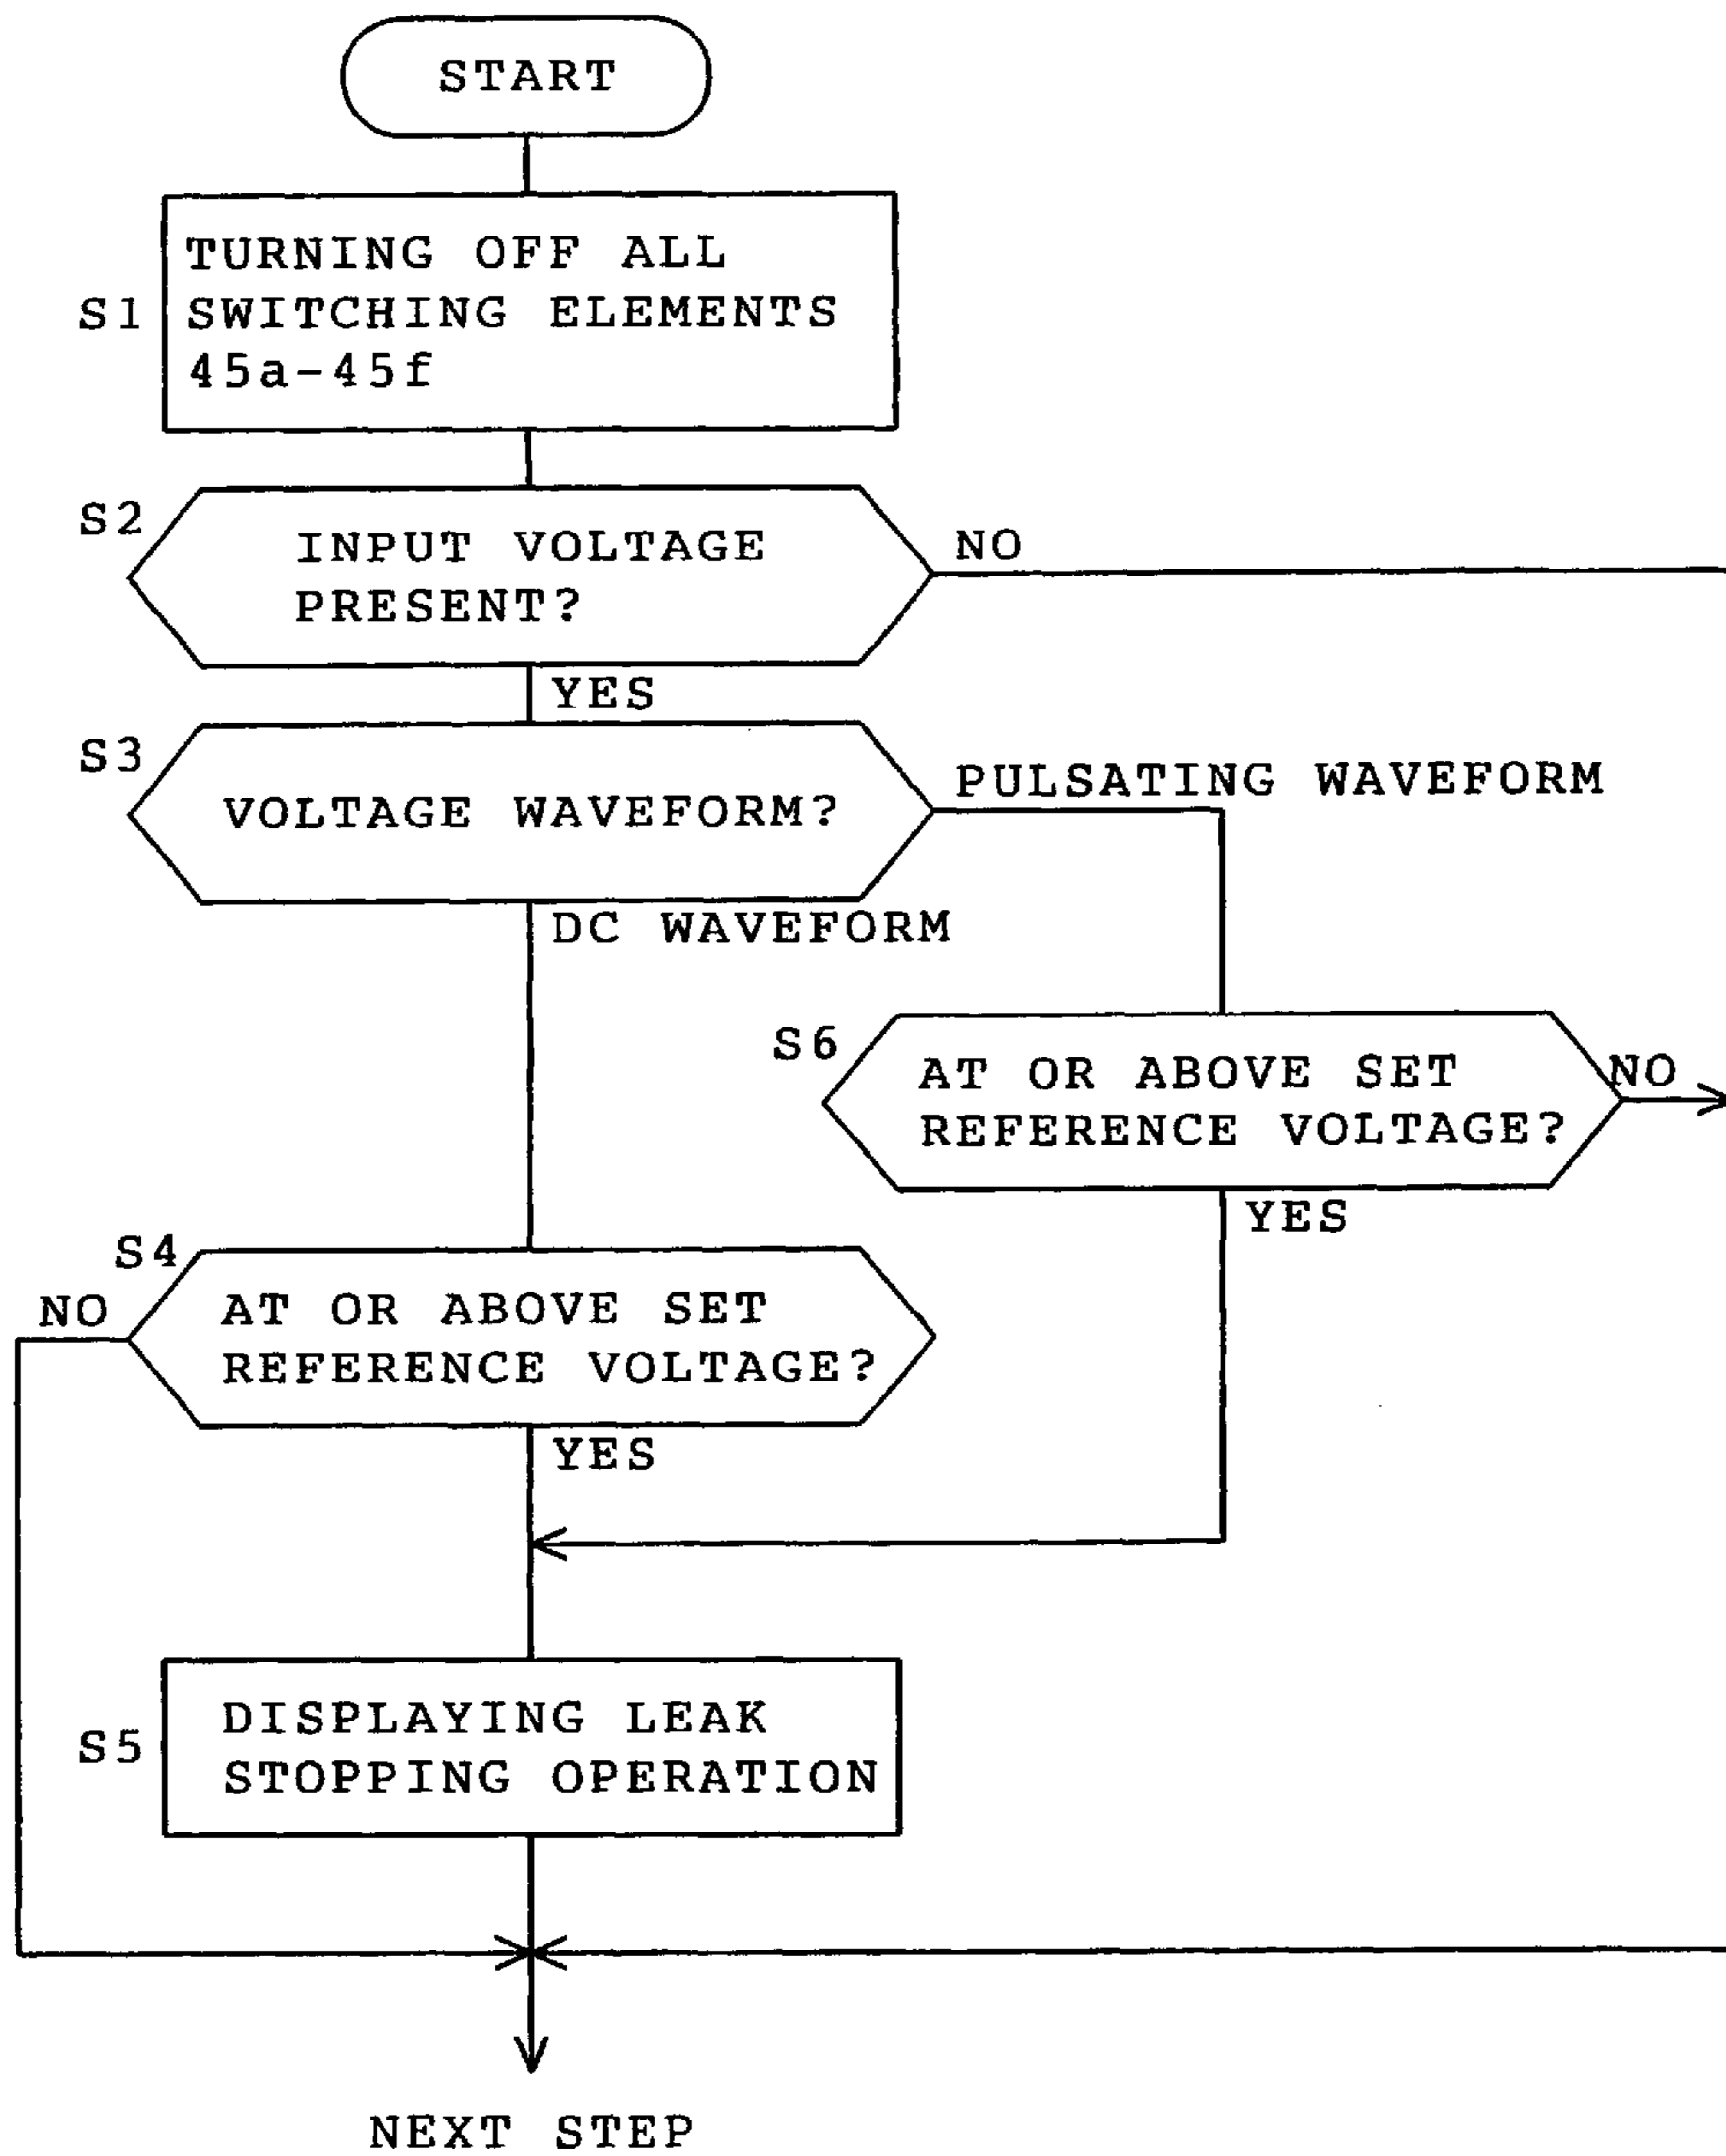 START
S1
TURNING OFF ALL
SWITCHING ELEMENTS
45a-45f
S2
INPUT VOLTAGE
PRESENT?
NO
YES
S3
VOLTAGE WAVEFORM?
PULSATING WAVEFORM
DC WAVEFORM
S6
AT OR ABOVE SET
REFERENCE VOLTAGE?
NO
YES
S4
NO
AT OR ABOVE SET
REFERENCE VOLTAGE?
YES
S5
DISPLAYING LEAK
STOPPING OPERATION
NEXT STEP